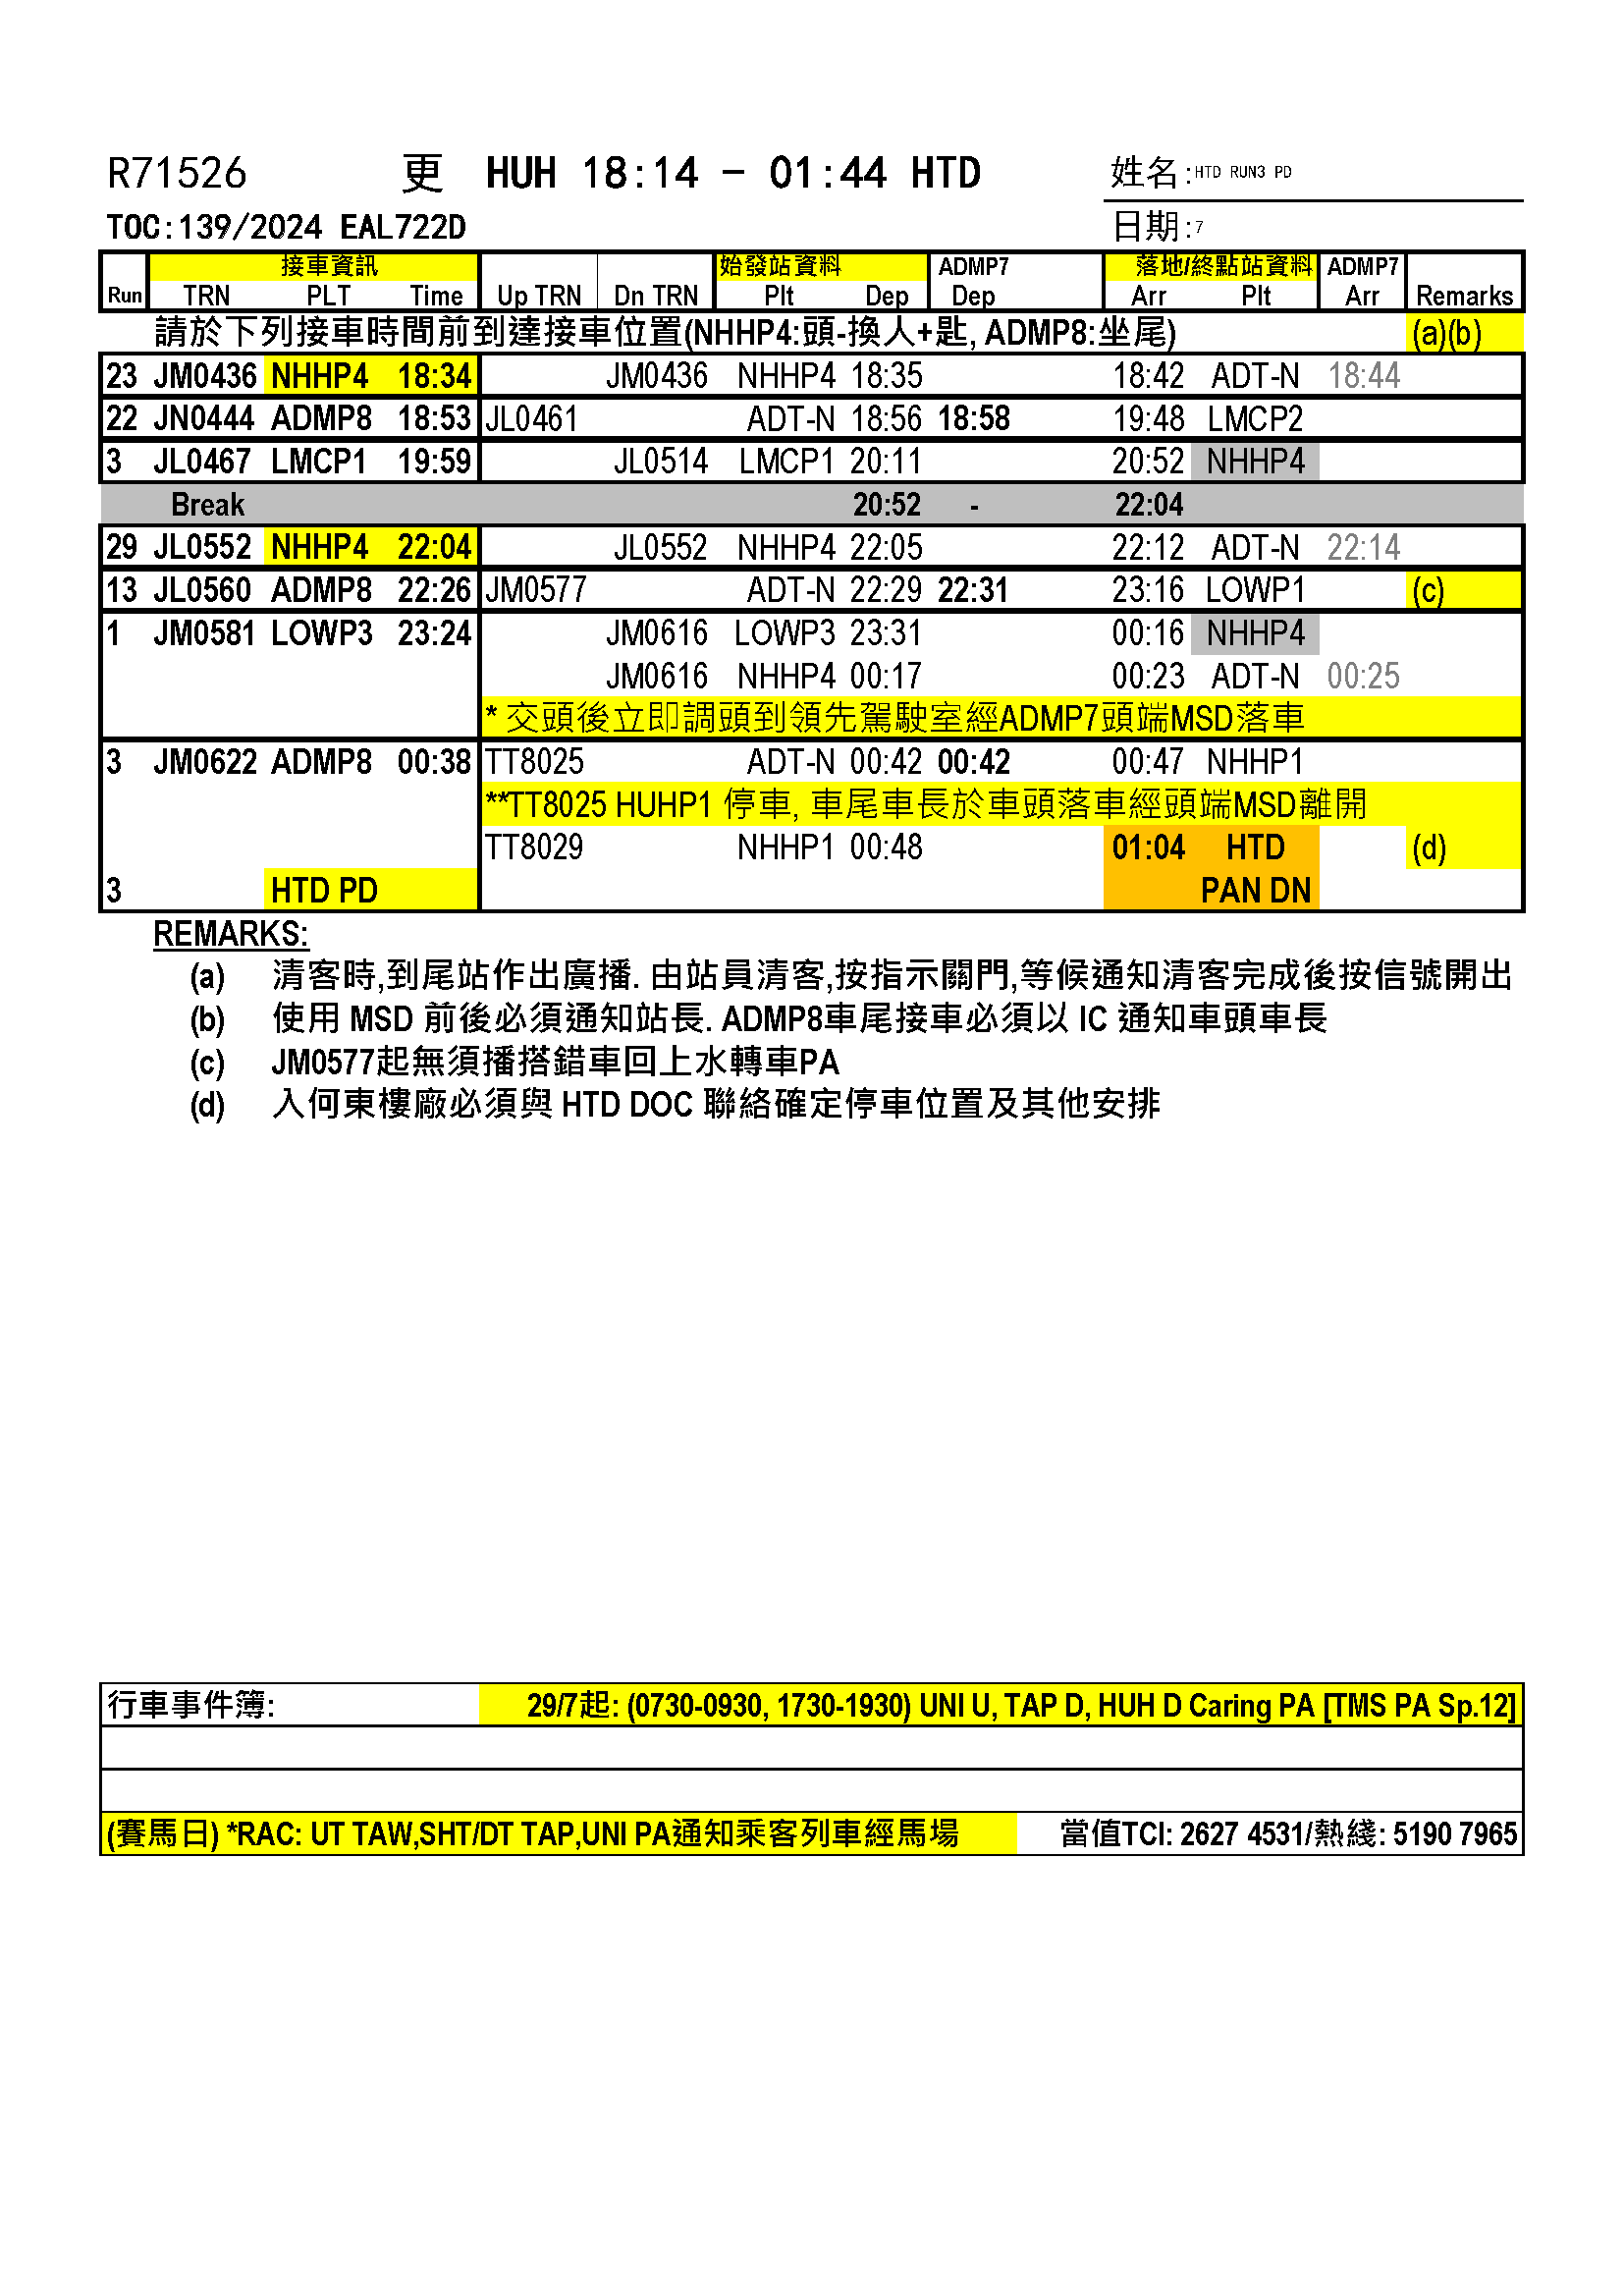 R71526 更 HUH 18:14 - 01:44 HTD 姓名:HTD RUN3 PD
TOC:139/2024 EAL722D 日期:7
接車資訊 始發站資料 ADMP7 落地/終點站資料 ADMP7
Run TRN PLT Time Up TRN Dn TRN Plt Dep Dep Arr Plt Arr Remarks
請於下列接車時間前到達接車位置(NHHP4:頭-換人+匙, ADMP8:坐尾) (a)(b)
23 JM0436 NHHP4 18:34 JM0436 NHHP4 18:35 18:42 ADT-N 18:44
22 JN0444 ADMP8 18:53 JL0461 ADT-N 18:56 18:58 19:48 LMCP2
3 JL0467 LMCP1 19:59 JL0514 LMCP1 20:11 20:52 NHHP4
Break 20:52 - 22:04
29 JL0552 NHHP4 22:04 JL0552 NHHP4 22:05 22:12 ADT-N 22:14
13 JL0560 ADMP8 22:26 JM0577 ADT-N 22:29 22:31 23:16 LOWP1 (c)
1 JM0581 LOWP3 23:24 JM0616 LOWP3 23:31 00:16 NHHP4
JM0616 NHHP4 00:17 00:23 ADT-N 00:25
* 交頭後立即調頭到領先駕駛室經ADMP7頭端MSD落車
3 JM0622 ADMP8 00:38 TT8025 ADT-N 00:42 00:42 00:47 NHHP1
**TT8025 HUHP1 停車, 車尾車長於車頭落車經頭端MSD離開
TT8029 NHHP1 00:48 01:04 HTD (d)
3 HTD PD PAN DN
REMARKS:
(a) 清客時,到尾站作出廣播. 由站員清客,按指示關門,等候通知清客完成後按信號開出
(b) 使用 MSD 前後必須通知站長. ADMP8車尾接車必須以 IC 通知車頭車長
(c) JM0577起無須播搭錯車回上水轉車PA
(d) 入何東樓廠必須與 HTD DOC 聯絡確定停車位置及其他安排
行車事件簿: 29/7起: (0730-0930, 1730-1930) UNI U, TAP D, HUH D Caring PA [TMS PA Sp.12]
(賽馬日) *RAC: UT TAW,SHT/DT TAP,UNI PA通知乘客列車經馬場 當值TCI: 2627 4531/熱綫: 5190 7965